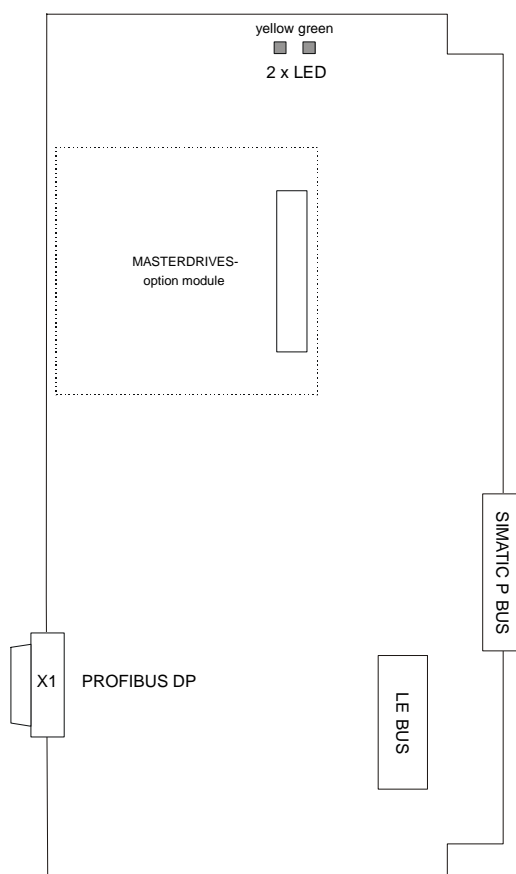 yellow green
2 x LED
MASTERDRIVES-
option module
SIMATIC P BUS
X1
PROFIBUS DP
LE BUS